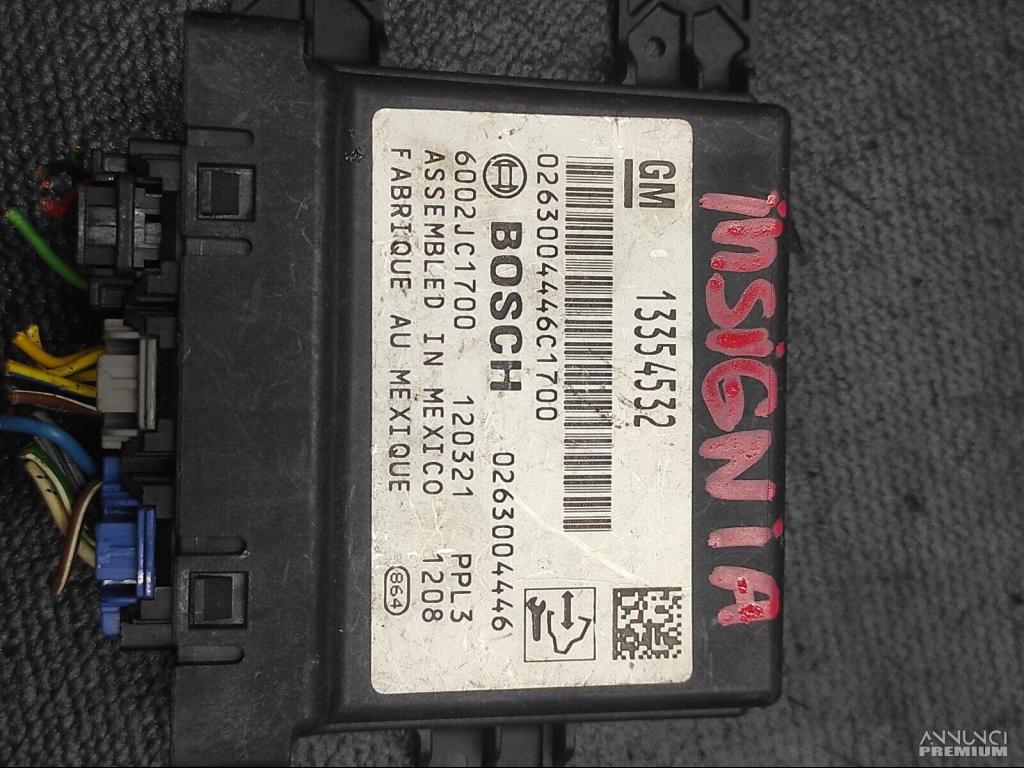 iNSiGNiA
GM 13354532
0263004446C1700
BOSCH 0263004446
6002JC1700 120321 PPL3
ASSEMBLED IN MEXICO 1208
FABRIQUE AU MEXIQUE 864
ANNUNCI
PREMIUM